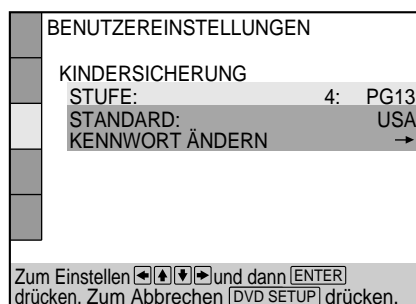 BENUTZEREINSTELLUNGEN
KINDERSICHERUNG
STUFE: 4: PG13
STANDARD: USA
KENNWORT ÄNDERN →
Zum Einstellen ←↑↓→ und dann ENTER
drücken. Zum Abbrechen DVD SETUP drücken.